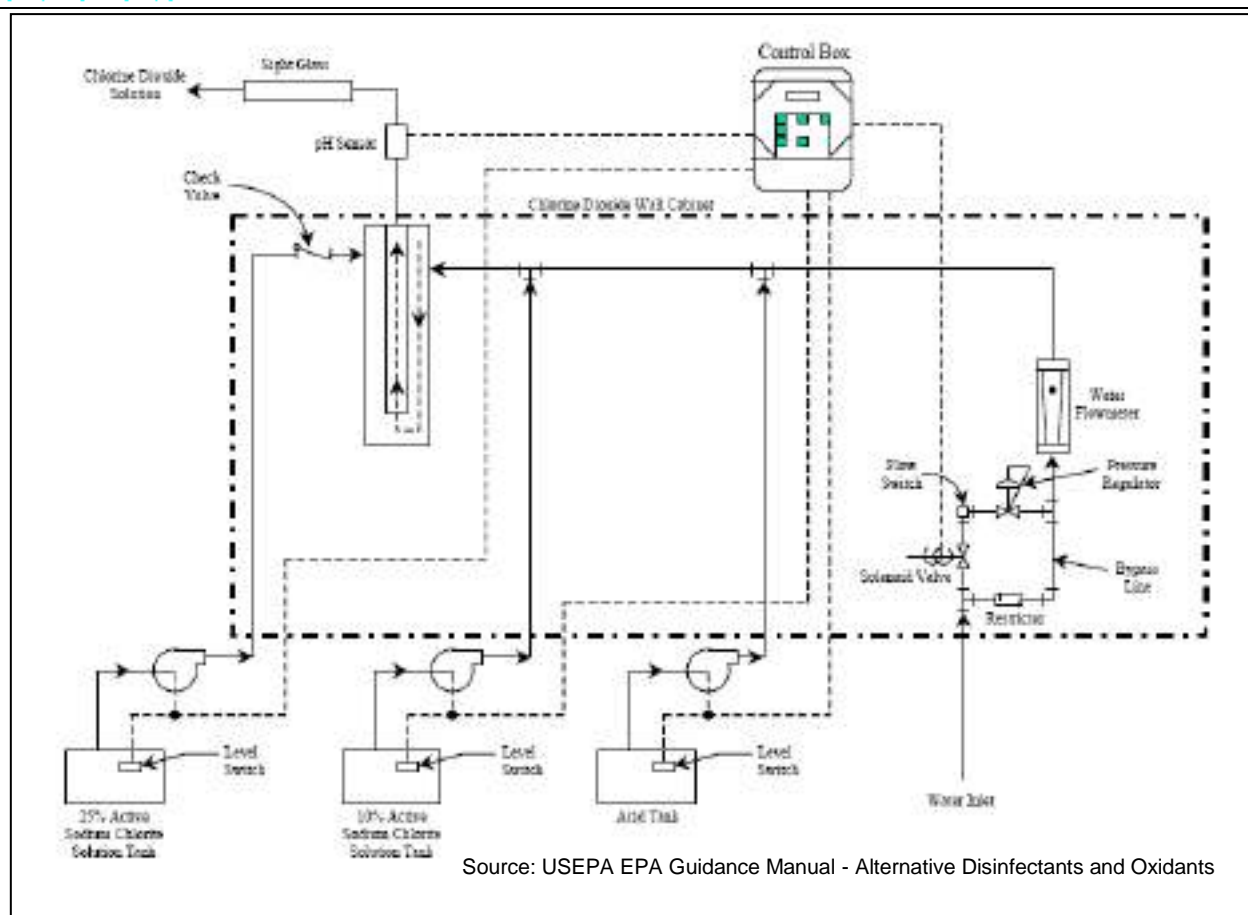 Control Box
Sight Glass
Chlorine Dioxide
Solution
pH Sensor
Check
Valve
Chlorine Dioxide Wall Cabinet
Water
Flowmeter
Flow
Switch
Pressure
Regulator
Solenoid Valve
Bypass
Line
Restrictor
Level
Switch
Level
Switch
Level
Switch
Water Inlet
25% Active
Sodium Chlorite
Solution Tank
10% Active
Sodium Chlorite
Solution Tank
Acid Tank
Source: USEPA EPA Guidance Manual - Alternative Disinfectants and Oxidants